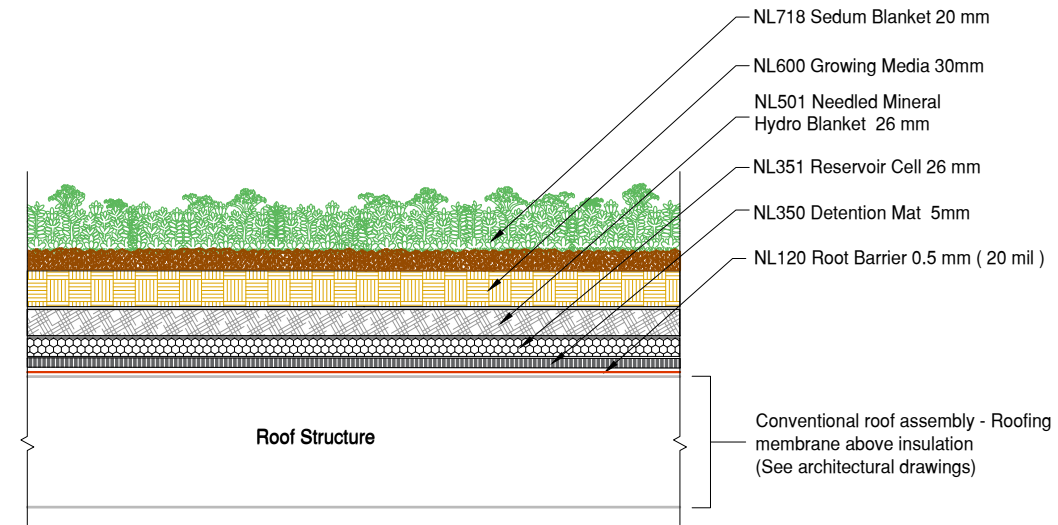 NL718 Sedum Blanket 20 mm
NL600 Growing Media 30mm
NL501 Needled Mineral
Hydro Blanket 26 mm
NL351 Reservoir Cell 26 mm
NL350 Detention Mat 5mm
NL120 Root Barrier 0.5 mm ( 20 mil )
Roof Structure
Conventional roof assembly - Roofing
membrane above insulation
(See architectural drawings)